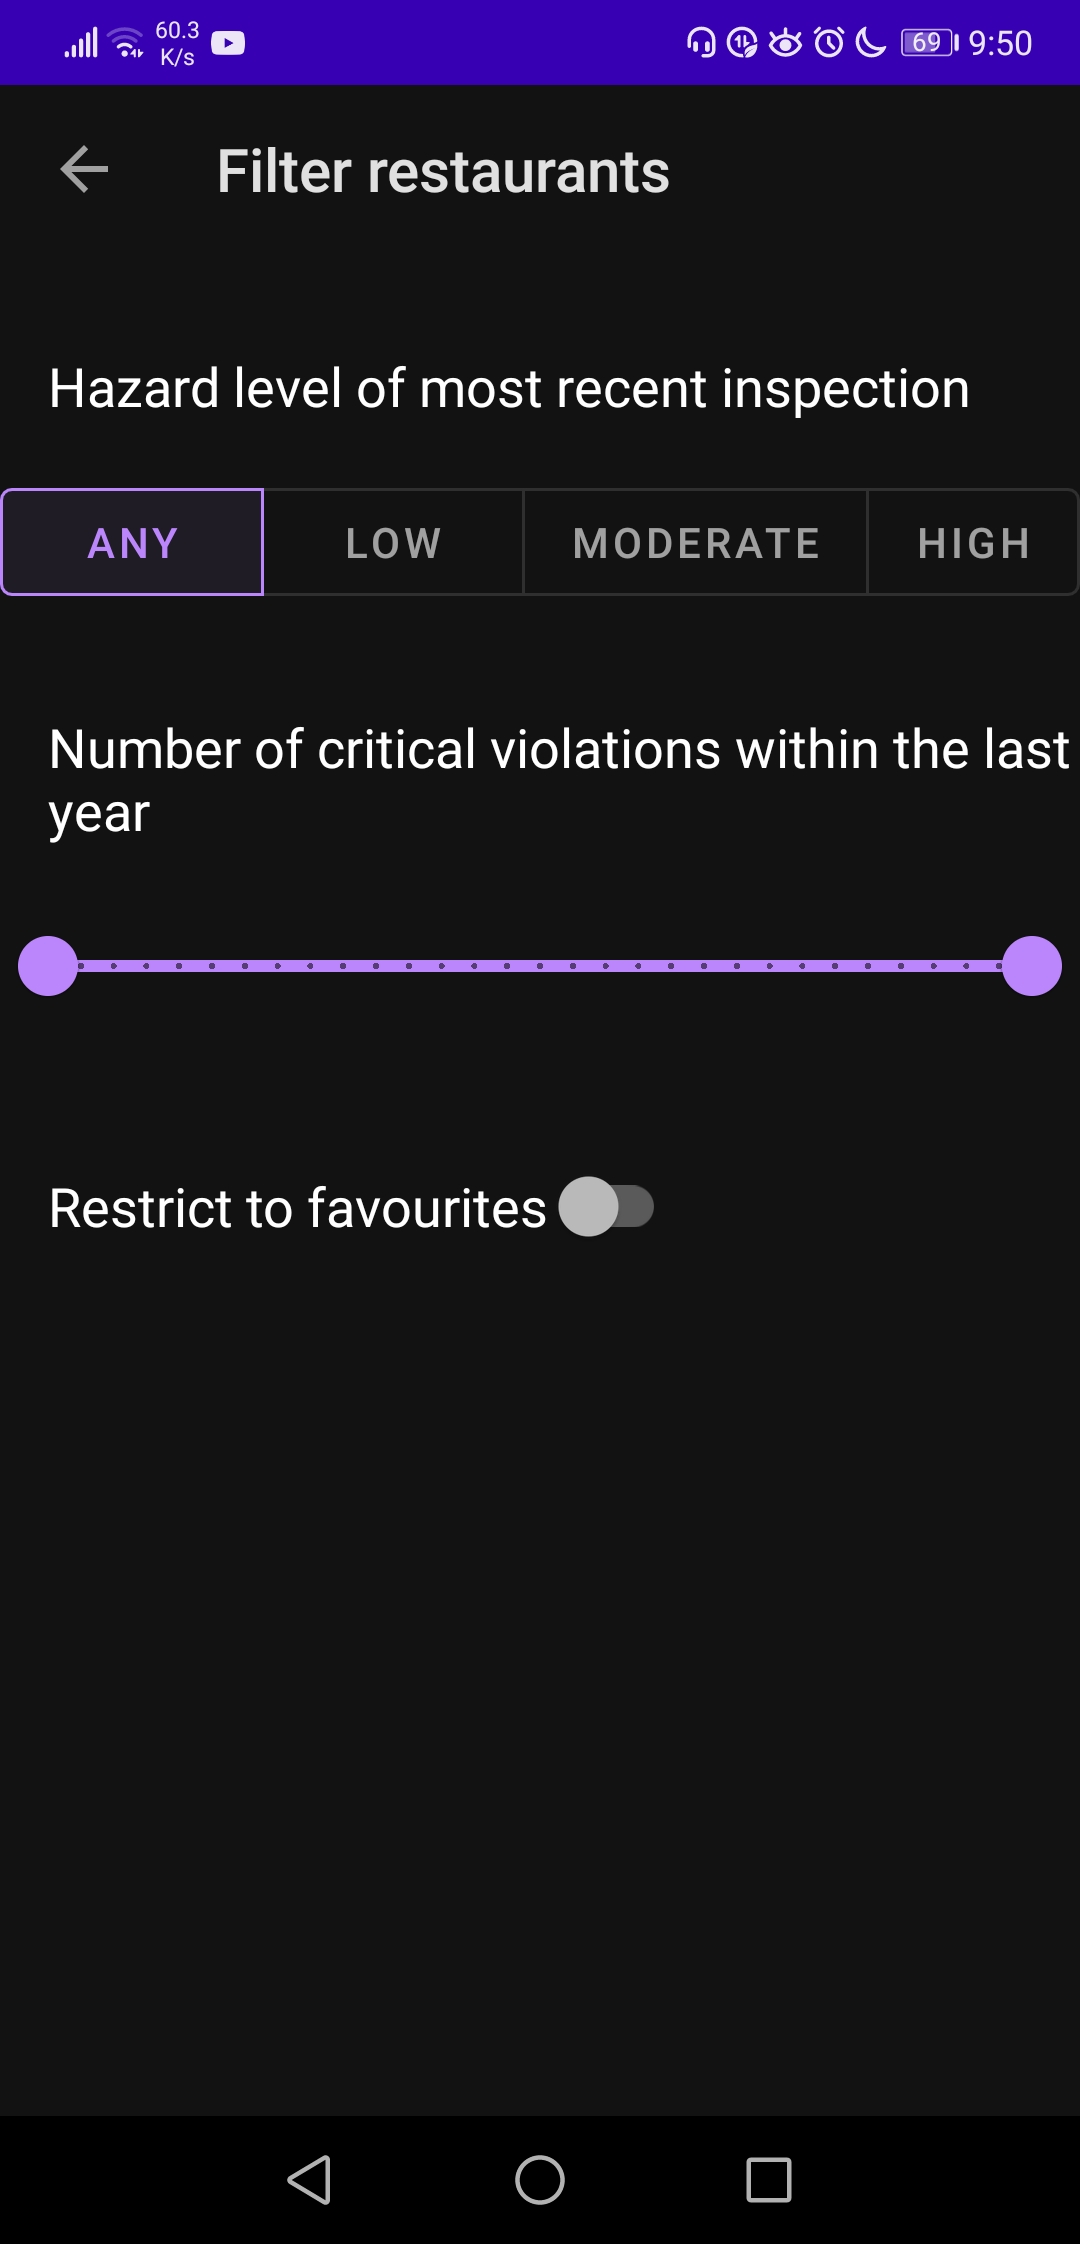 60.3
K/s
69
9:50
Filter restaurants
Hazard level of most recent inspection
ANY LOW MODERATE HIGH
Number of critical violations within the last
year
Restrict to favourites